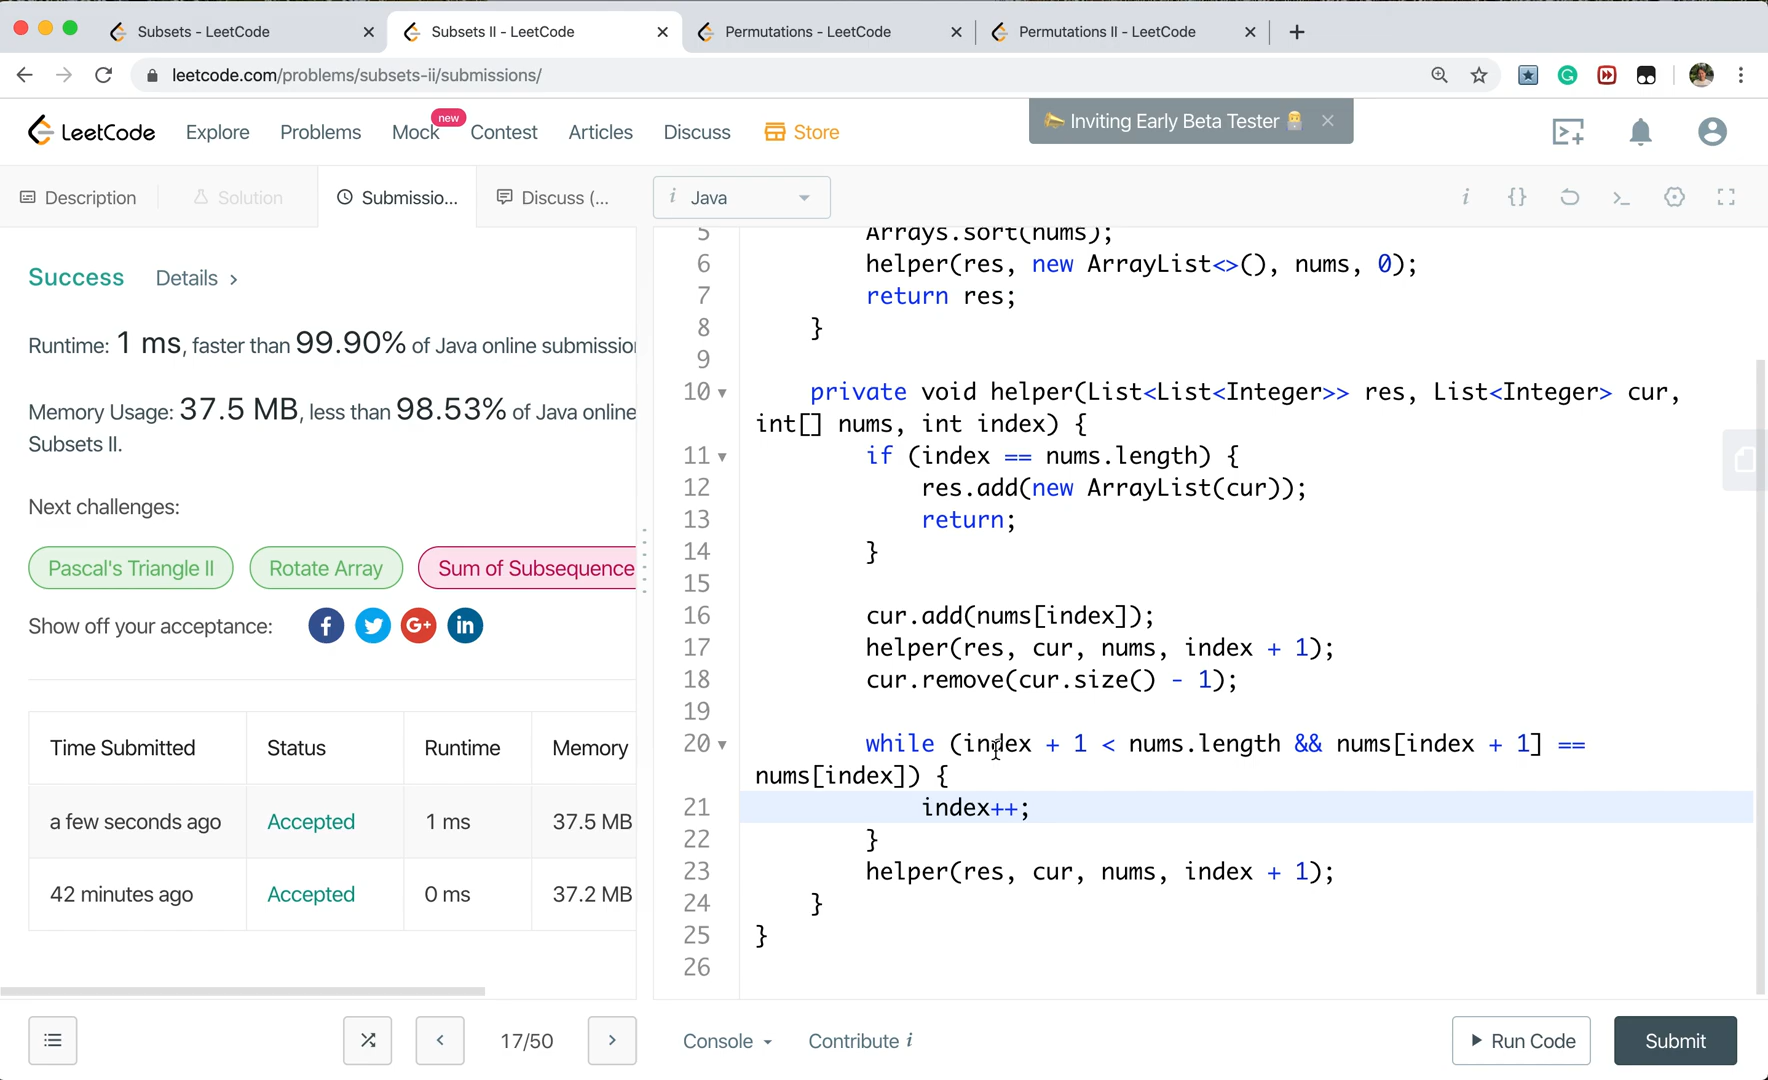 Subsets - LeetCode
Subsets II - LeetCode
Permutations - LeetCode
Permutations II - LeetCode
leetcode.com/problems/subsets-ii/submissions/
LeetCode
Explore
Problems
Mock
new
Contest
Articles
Discuss
Store
Inviting Early Beta Tester
Description
Solution
Submissio...
Discuss (...
i Java
Success
Details
Runtime: 1 ms, faster than 99.90% of Java online submissio
Memory Usage: 37.5 MB, less than 98.53% of Java online
Subsets II.
Next challenges:
Pascal's Triangle II
Rotate Array
Sum of Subsequence
Show off your acceptance:
Time Submitted Status Runtime Memory
a few seconds ago Accepted 1 ms 37.5 MB
42 minutes ago Accepted 0 ms 37.2 MB
5 Arrays.sort(nums);
6 helper(res, new ArrayList<>(), nums, 0);
7 return res;
8 }
9
10 private void helper(List<List<Integer>> res, List<Integer> cur,
int[] nums, int index) {
11 if (index == nums.length) {
12 res.add(new ArrayList(cur));
13 return;
14 }
15
16 cur.add(nums[index]);
17 helper(res, cur, nums, index + 1);
18 cur.remove(cur.size() - 1);
19
20 while (index + 1 < nums.length && nums[index + 1] ==
nums[index]) {
21 index++;
22 }
23 helper(res, cur, nums, index + 1);
24 }
25 }
26
17/50
Console
Contribute i
Run Code
Submit